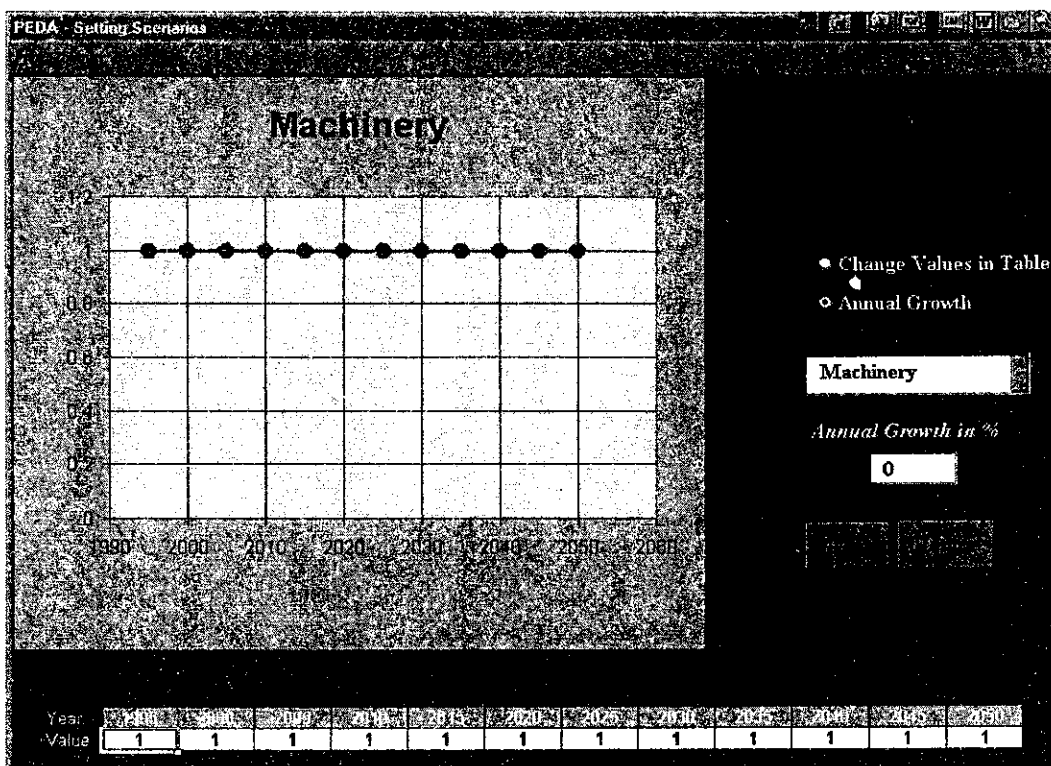 PEDA - Setting Scenarios
Machinery
1.2
1
0.8
0.6
0.4
0.2
0
1990 2000 2010 2020 2030 2040 2050 2060
Change Values in Table
Annual Growth
Machinery
Annual Growth in %
0
Year 2010 2015 2020 2025 2030 2035 2040 2045 2050
Value 1 1 1 1 1 1 1 1 1 1 1 1